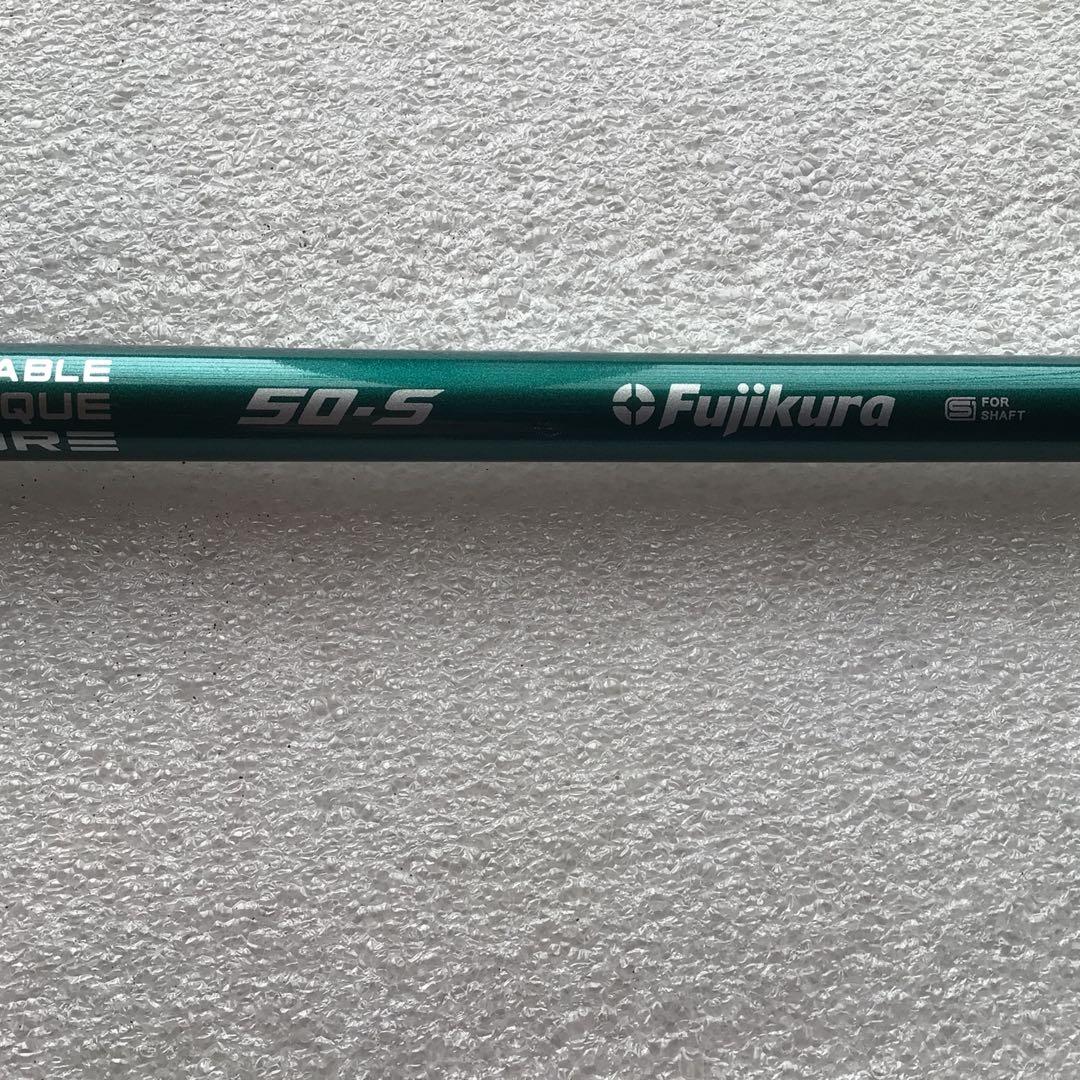 ABLE
QUE
ORE
50-S
Fujikura
FOR
SHAFT